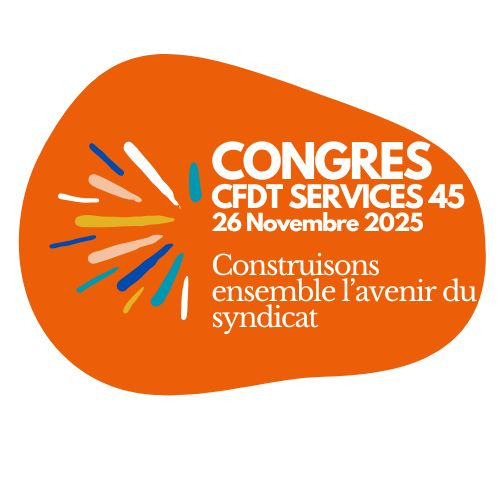 CONGRES
CFDT SERVICES 45
26 Novembre 2025
Construisons
ensemble l’avenir du
syndicat